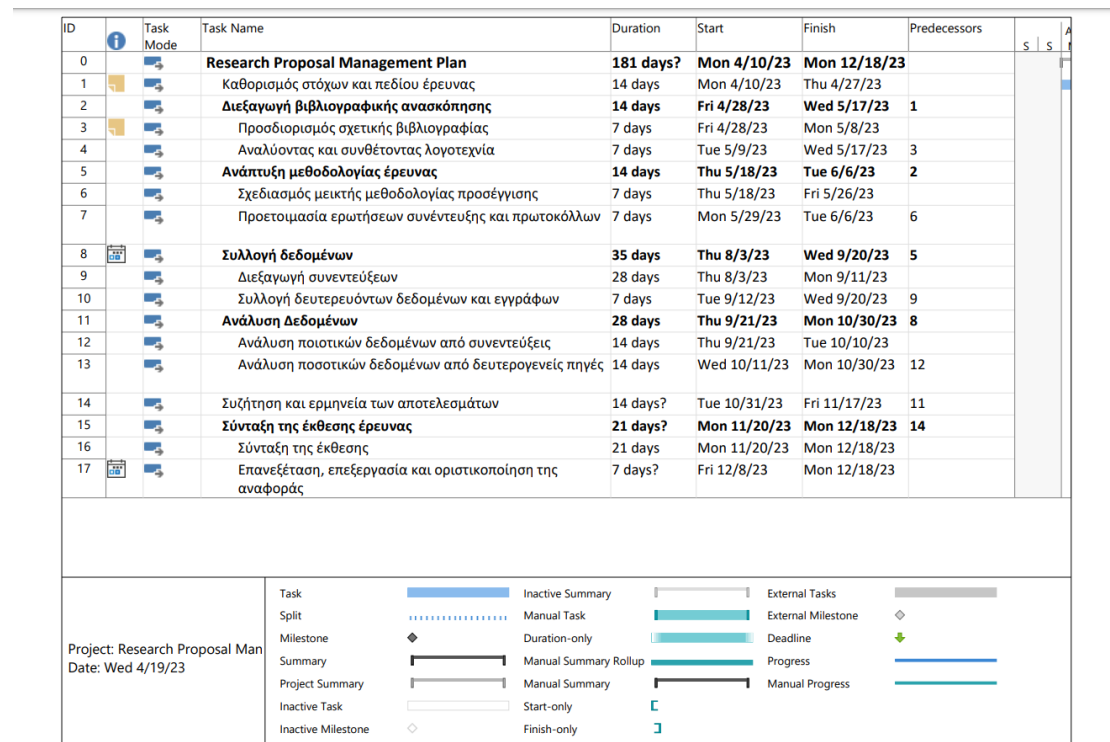 ID Task Mode Task Name Duration Start Finish Predecessors S S A
0 Research Proposal Management Plan 181 days? Mon 4/10/23 Mon 12/18/23
1 Καθορισμός στόχων και πεδίου έρευνας 14 days Mon 4/10/23 Thu 4/27/23
2 Διεξαγωγή βιβλιογραφικής ανασκόπησης 14 days Fri 4/28/23 Wed 5/17/23 1
3 Προσδιορισμός σχετικής βιβλιογραφίας 7 days Fri 4/28/23 Mon 5/8/23
4 Αναλύοντας και συνθέτοντας λογοτεχνία 7 days Tue 5/9/23 Wed 5/17/23 3
5 Ανάπτυξη μεθοδολογίας έρευνας 14 days Thu 5/18/23 Tue 6/6/23 2
6 Σχεδιασμός μεικτής μεθοδολογίας προσέγγισης 7 days Thu 5/18/23 Fri 5/26/23
7 Προετοιμασία ερωτήσεων συνέντευξης και πρωτοκόλλων 7 days Mon 5/29/23 Tue 6/6/23 6
8 Συλλογή δεδομένων 35 days Thu 8/3/23 Wed 9/20/23 5
9 Διεξαγωγή συνεντεύξεων 28 days Thu 8/3/23 Mon 9/11/23
10 Συλλογή δευτερευόντων δεδομένων και εγγράφων 7 days Tue 9/12/23 Wed 9/20/23 9
11 Ανάλυση Δεδομένων 28 days Thu 9/21/23 Mon 10/30/23 8
12 Ανάλυση ποιοτικών δεδομένων από συνεντεύξεις 14 days Thu 9/21/23 Tue 10/10/23
13 Ανάλυση ποσοτικών δεδομένων από δευτερογενείς πηγές 14 days Wed 10/11/23 Mon 10/30/23 12
14 Συζήτηση και ερμηνεία των αποτελεσμάτων 14 days? Tue 10/31/23 Fri 11/17/23 11
15 Σύνταξη της έκθεσης έρευνας 21 days? Mon 11/20/23 Mon 12/18/23 14
16 Σύνταξη της έκθεσης 21 days Mon 11/20/23 Mon 12/18/23
17 Επανεξέταση, επεξεργασία και οριστικοποίηση της 7 days? Fri 12/8/23 Mon 12/18/23
αναφοράς
Project: Research Proposal Man
Date: Wed 4/19/23
Task Inactive Summary External Tasks
Split Manual Task External Milestone
Milestone Duration-only Deadline
Summary Manual Summary Rollup Progress
Project Summary Manual Summary Manual Progress
Inactive Task Start-only
Inactive Milestone Finish-only